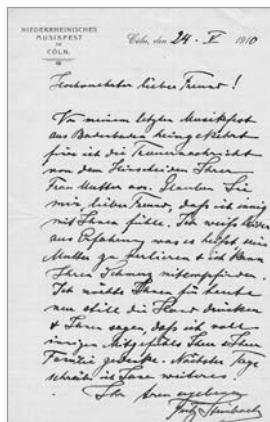 NIEDERRHEINISCHES
MUSIKFEST
IN
CÖLN.
Cöln, den 24. V 1910
Hochverehrter lieber Freund!
Von meinem letzten Musikfest
aus Badenbaden heimgekehrt
finde ich die Trauernachricht
von dem Hinscheiden Ihrer
Frau Mutter vor. Glauben Sie
mir, lieber Freund, daß ich innig
mit Ihnen fühle. Ich weiß leider
aus Erfahrung was es heißt eine
Mutter zu verlieren & ich kann
Ihren Schmerz mitempfinden.
Ich möchte Ihnen für heute
nur still die Hand drücken
& Ihnen sagen, daß ich voll
innigen Mitgefühls Ihrer & Ihrer
Familie gedenke. Nächster Tage
schreibe ich Ihnen weiteres!
Ihr treu ergebener
Fritz Steinbach